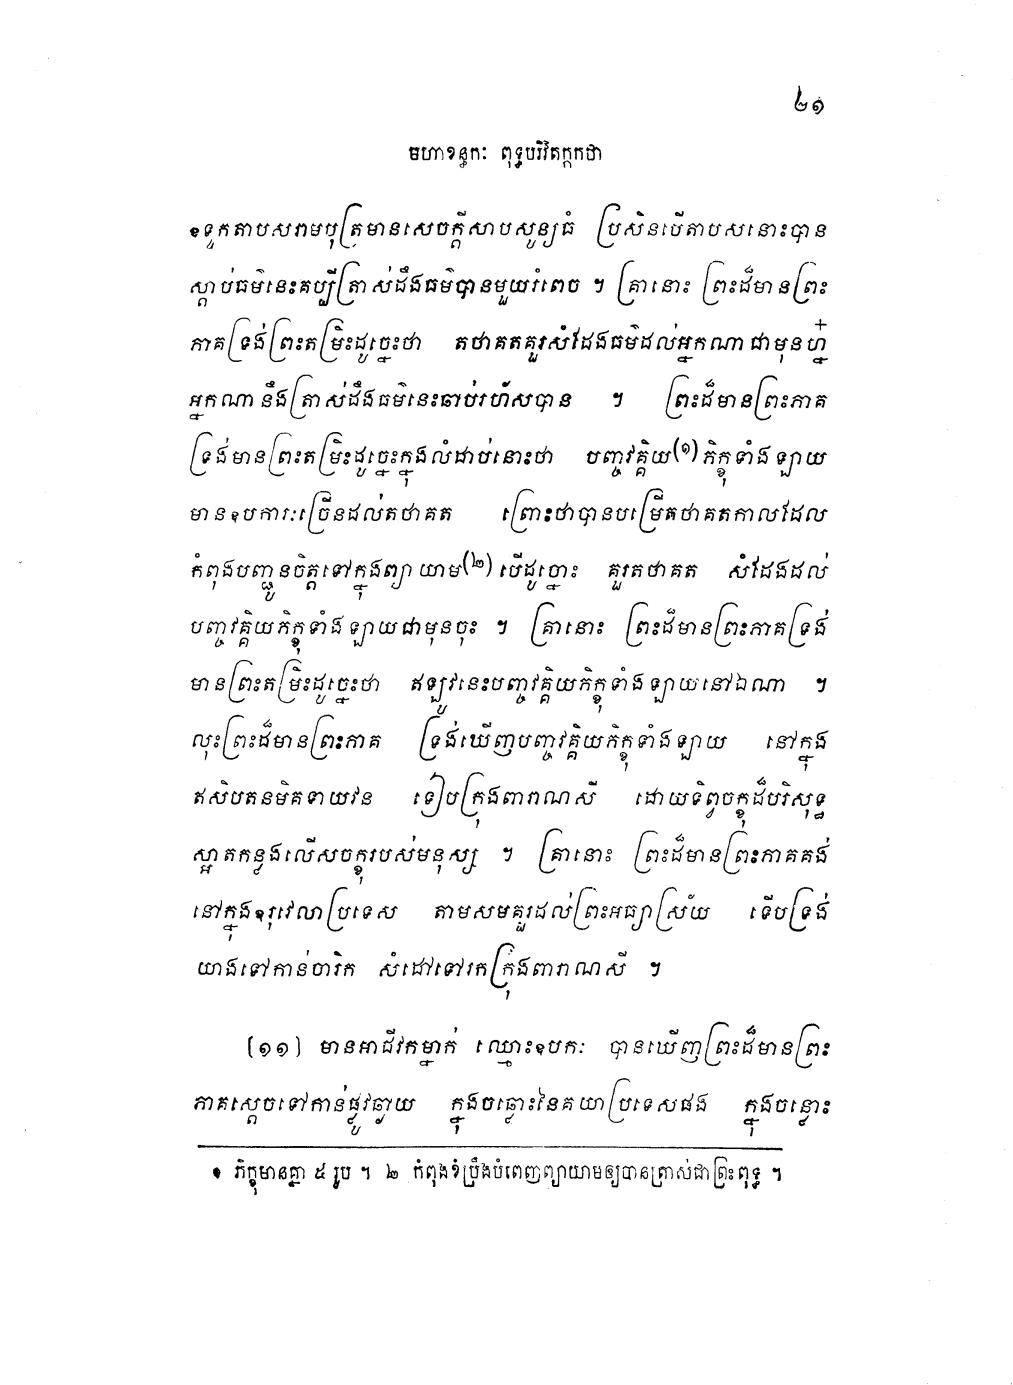 ២១
មហាខន្ធកៈ ពុទ្ធបរិវិតក្កកថា
ឧទ្ទកតាបសរាមបុត្រមានសេចក្តីសាបសូន្យធំ ប្រសិនបើតាបសនោះបាន
ស្តាប់ធម៌នេះគប្បីត្រាស់ដឹងធម៌បានមួយរំពេច ។ គ្រានោះ ព្រះដ៏មានព្រះ
ភាគទ្រង់ព្រះតម្រិះដូច្នេះថា តថាគតគួរសំដែងធម៌ដល់អ្នកណាជាមុនហ្ន៎
អ្នកណានឹងត្រាស់ដឹងធម៌នេះឆាប់រហ័សបាន ។ ព្រះដ៏មានព្រះភាគ
ទ្រង់មានព្រះតម្រិះដូច្នេះក្នុងលំដាប់នោះថា បញ្ចវគ្គិយ(១)ភិក្ខុទាំងឡាយ
មានឧបការៈច្រើនដល់តថាគត ព្រោះថាបានបម្រើតថាគតកាលដែល
កំពុងបញ្ជូនចិត្តទៅក្នុងព្យាយាម(២)បើដូច្នោះ គួរតថាគត សំដែងដល់
បញ្ចវគ្គិយភិក្ខុទាំងឡាយជាមុនចុះ ។ គ្រានោះ ព្រះដ៏មានព្រះភាគទ្រង់
មានព្រះតម្រិះដូច្នេះថា ឥឡូវនេះបញ្ចវគ្គិយភិក្ខុទាំងឡាយនៅឯណា ។
លុះព្រះដ៏មានព្រះភាគ ទ្រង់ឃើញបញ្ចវគ្គិយភិក្ខុទាំងឡាយ នៅក្នុង
ឥសិបតនមិគទាយវន ទៀបក្រុងពារាណសី ដោយទិព្វចក្ខុដ៏បរិសុទ្ធ
ស្អាតកន្លងលើសចក្ខុរបស់មនុស្ស ។ គ្រានោះ ព្រះដ៏មានព្រះភាគគង់
នៅក្នុងឧរុវេលាប្រទេស តាមសមគួរដល់ព្រះអធ្យាស្រ័យ ទើបទ្រង់
យាងទៅកាន់ចារិក សំដៅទៅរកក្រុងពារាណសី ។
[១១] មានអាជីវកម្នាក់ ឈ្មោះឧបកៈ បានឃើញព្រះដ៏មានព្រះ
ភាគស្តេចទៅកាន់ផ្លូវឆ្ងាយ ក្នុងចន្លោះនៃគយាប្រទេសផង ក្នុងចន្លោះ
១ ភិក្ខុមានគ្នា ៥ រូប ។ ២ កំពុងខំប្រឹងបំពេញព្យាយាមឲ្យបានត្រាស់ជាព្រះពុទ្ធ ។